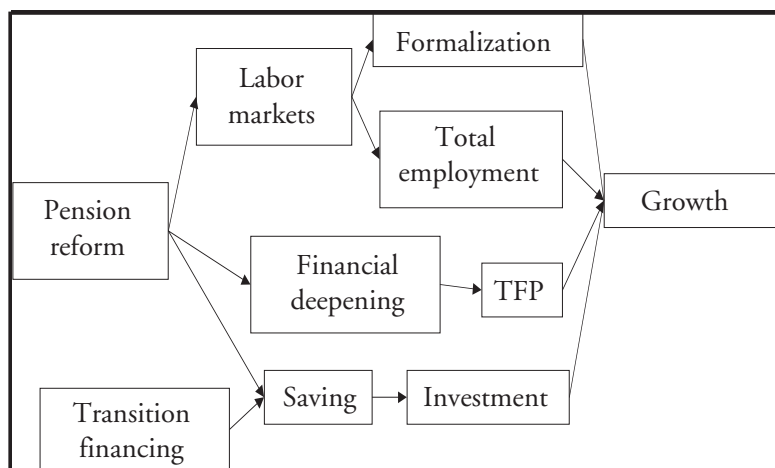 Formalization
Labor
markets
Total
employment
Pension
reform
Growth
Financial
deepening
TFP
Saving
Investment
Transition
financing